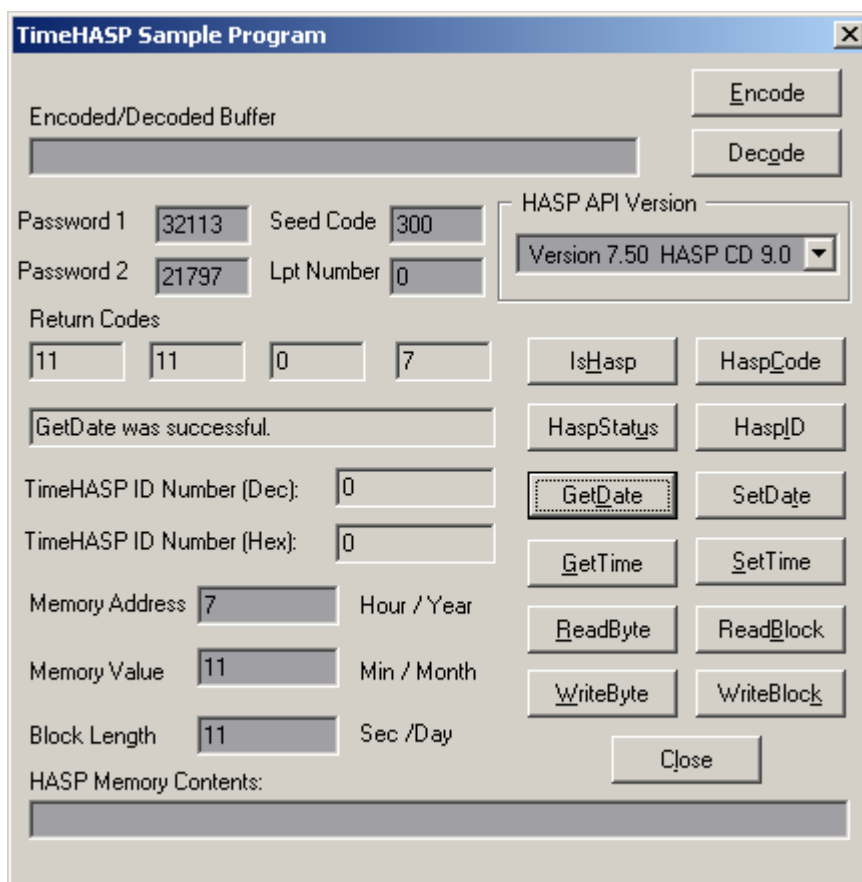 TimeHASP Sample Program
Encode
Encoded/Decoded Buffer
Decode
HASP API Version
Password 1 32113 Seed Code 300
Version 7.50 HASP CD 9.0
Password 2 21797 Lpt Number 0
Return Codes
11 11 0 7
IsHasp HaspCode
GetDate was successful.
HaspStatus HaspID
TimeHASP ID Number (Dec): 0
GetDate SetDate
TimeHASP ID Number (Hex): 0
GetTime SetTime
Memory Address 7 Hour / Year
ReadByte ReadBlock
Memory Value 11 Min / Month
WriteByte WriteBlock
Block Length 11 Sec /Day
Close
HASP Memory Contents: